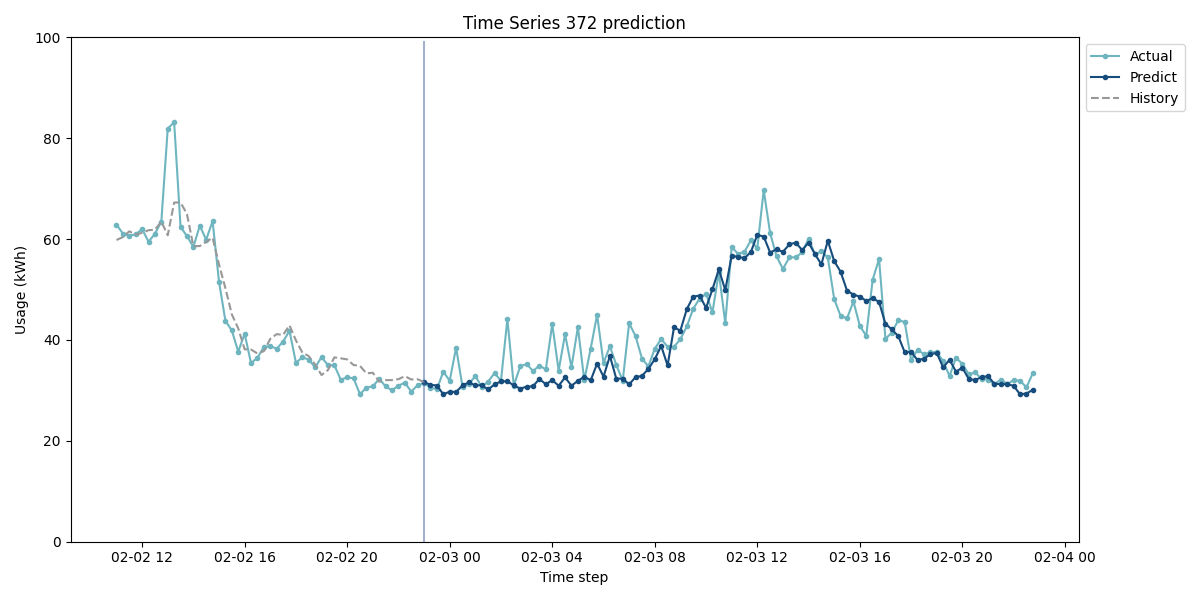 Time Series 372 prediction
Actual
Predict
History
Usage (kWh)
100
80
60
40
20
0
02-02 12
02-02 16
02-02 20
02-03 00
02-03 04
02-03 08
02-03 12
02-03 16
02-03 20
02-04 00
Time step